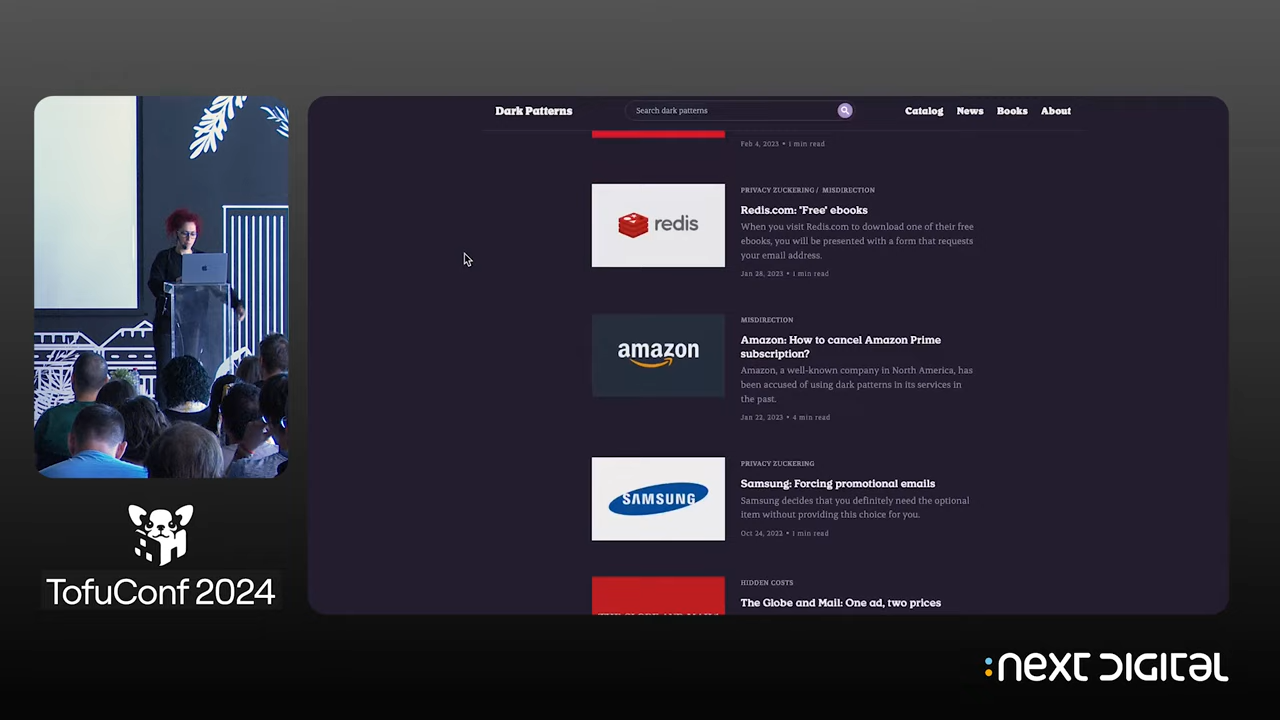 Dark Patterns
Search dark patterns
Catalog News Books About
Feb 4, 2023 • 1 min read
PRIVACY ZUCKERING / MISDIRECTION
redis
Redis.com: "Free" ebooks
When you visit Redis.com to download one of their free
ebooks, you will be presented with a form that requests
your email address.
Jan 28, 2023 • 1 min read
MISDIRECTION
amazon
Amazon: How to cancel Amazon Prime
subscription?
Amazon, a well-known company in North America, has
been accused of using dark patterns in its services in
the past.
Jan 22, 2023 • 4 min read
PRIVACY ZUCKERING
SAMSUNG
Samsung: Forcing promotional emails
Samsung decides that you definitely need the optional
item without providing this choice for you.
Oct 24, 2022 • 1 min read
HIDDEN COSTS
The Globe and Mail: One ad, two prices
TofuConf 2024
:NEXT DIGITAL